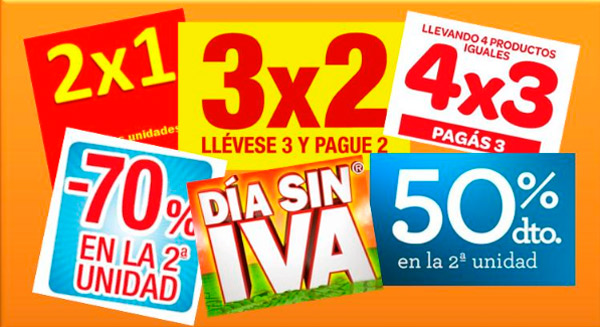 2x1
unidades
3x2
LLÉVESE 3 Y PAGUE 2
LLEVANDO 4 PRODUCTOS
IGUALES
4x3
PAGÁS 3
-70%
EN LA 2ª
UNIDAD
DÍA SIN ®
IVA
50% dto.
en la 2ª unidad